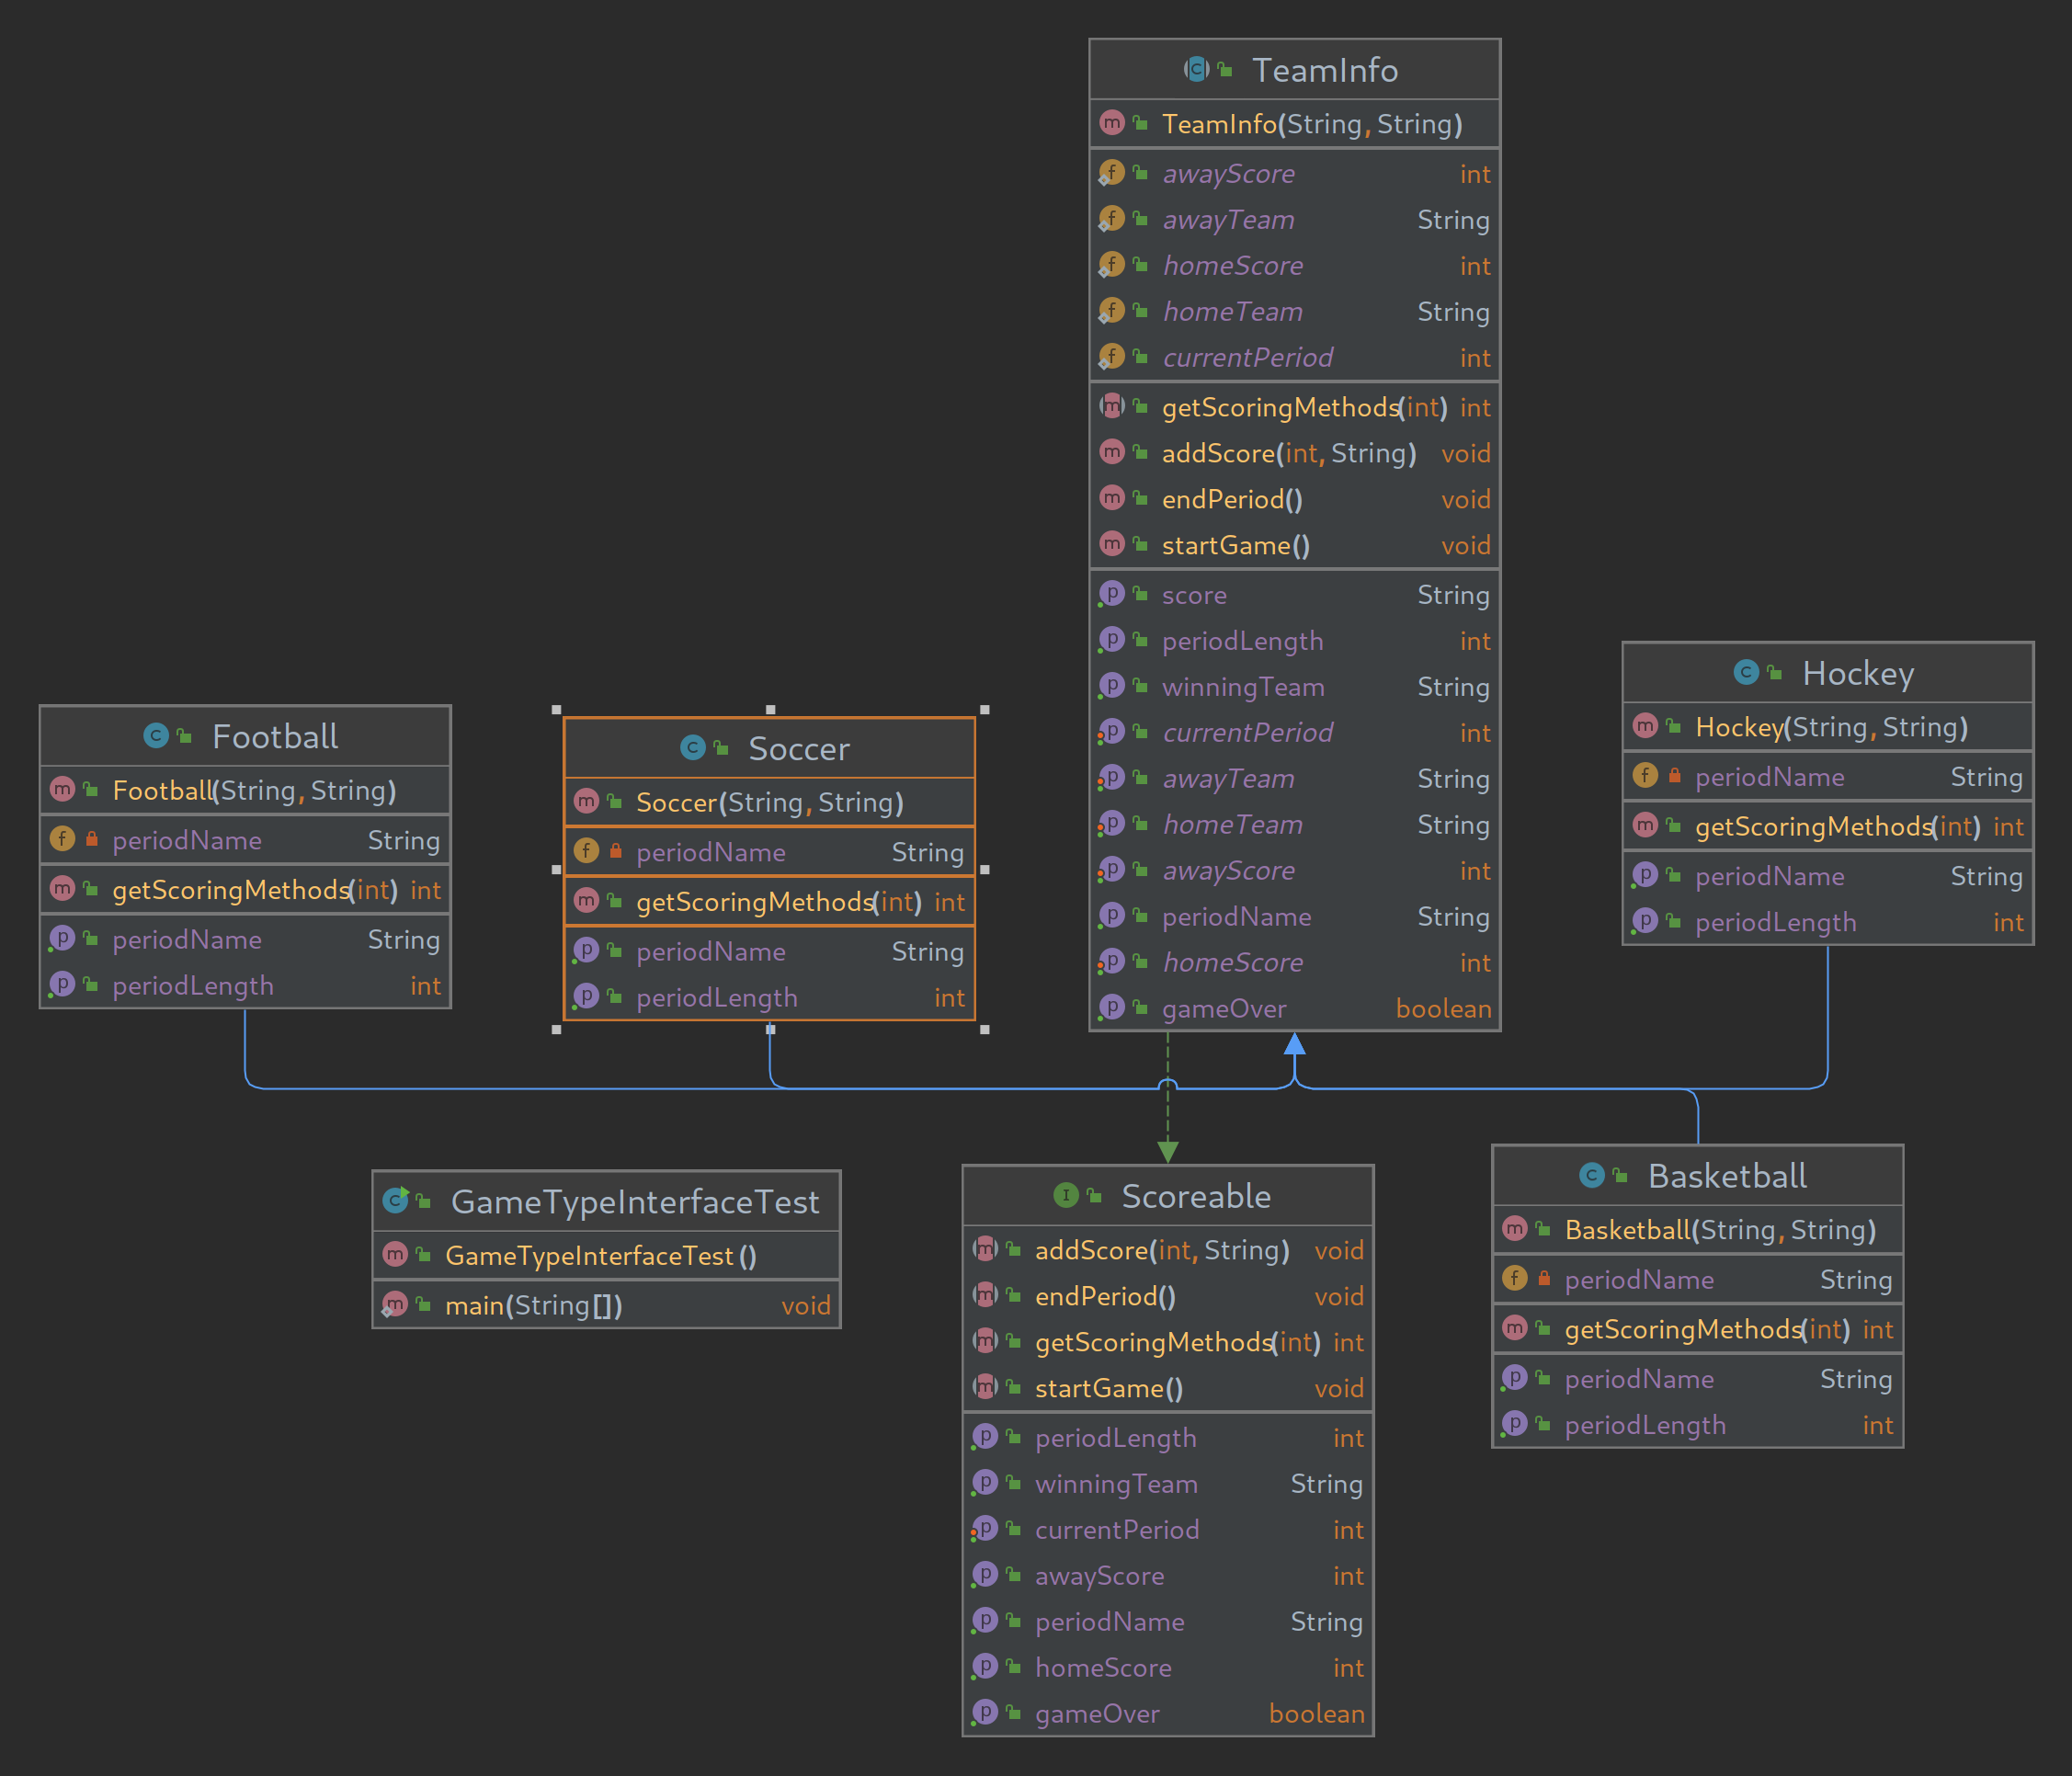 TeamInfo
TeamInfo(String, String)
awayScore int
awayTeam String
homeScore int
homeTeam String
currentPeriod int
getScoringMethods(int) int
addScore(int, String) void
endPeriod() void
startGame() void
score String
periodLength int
winningTeam String
currentPeriod int
awayTeam String
homeTeam String
awayScore int
periodName String
homeScore int
gameOver boolean
Football
Football(String, String)
periodName String
getScoringMethods(int) int
periodName String
periodLength int
Soccer
Soccer(String, String)
periodName String
getScoringMethods(int) int
periodName String
periodLength int
Hockey
Hockey(String, String)
periodName String
getScoringMethods(int) int
periodName String
periodLength int
GameTypeInterfaceTest
GameTypeInterfaceTest()
main(String[]) void
Scoreable
addScore(int, String) void
endPeriod() void
getScoringMethods(int) int
startGame() void
periodLength int
winningTeam String
currentPeriod int
awayScore int
periodName String
homeScore int
gameOver boolean
Basketball
Basketball(String, String)
periodName String
getScoringMethods(int) int
periodName String
periodLength int